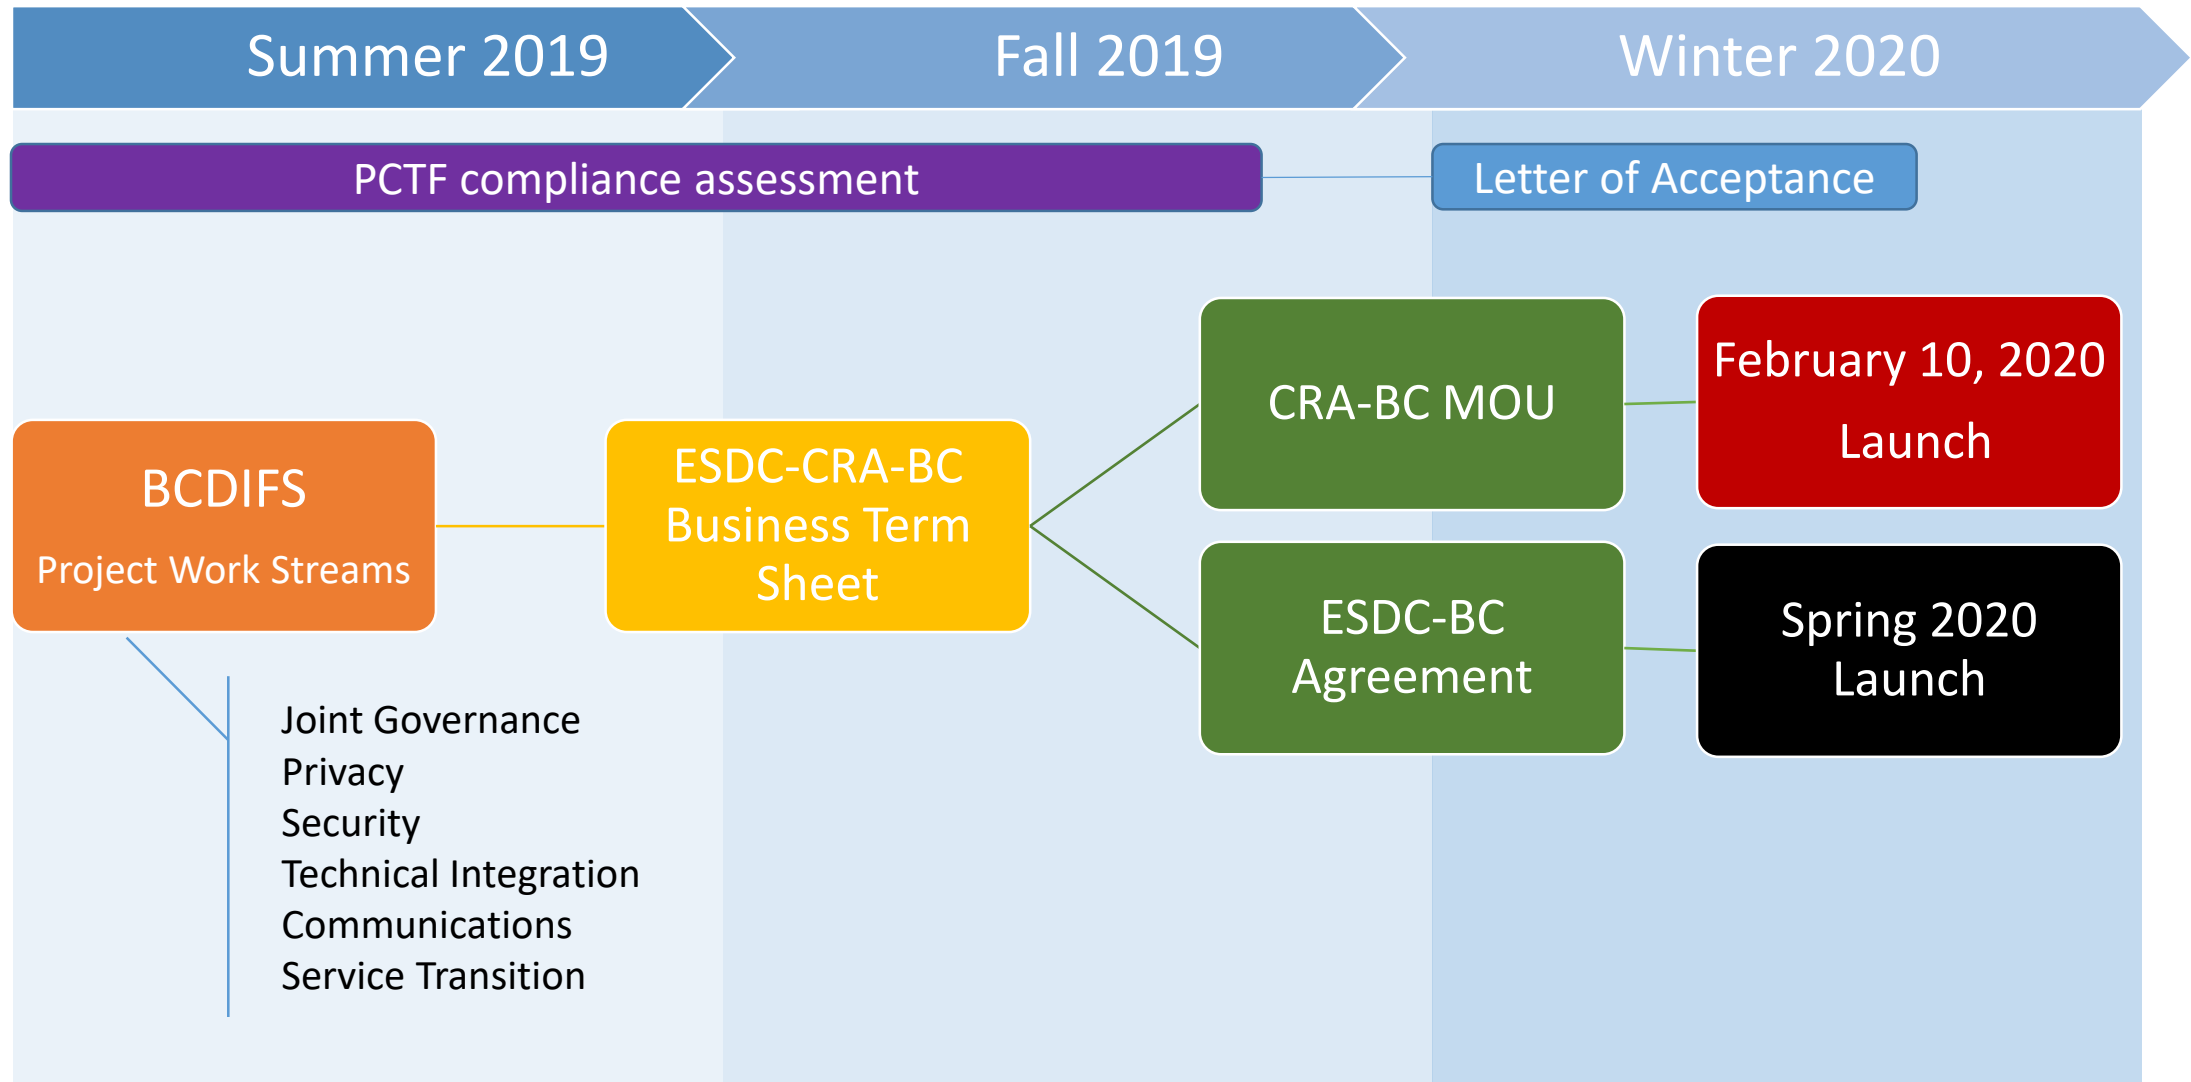 Summer 2019
Fall 2019
Winter 2020
PCTF compliance assessment
Letter of Acceptance
BCDIFS
Project Work Streams
ESDC-CRA-BC
Business Term
Sheet
CRA-BC MOU
February 10, 2020
Launch
ESDC-BC
Agreement
Spring 2020
Launch
Joint Governance
Privacy
Security
Technical Integration
Communications
Service Transition